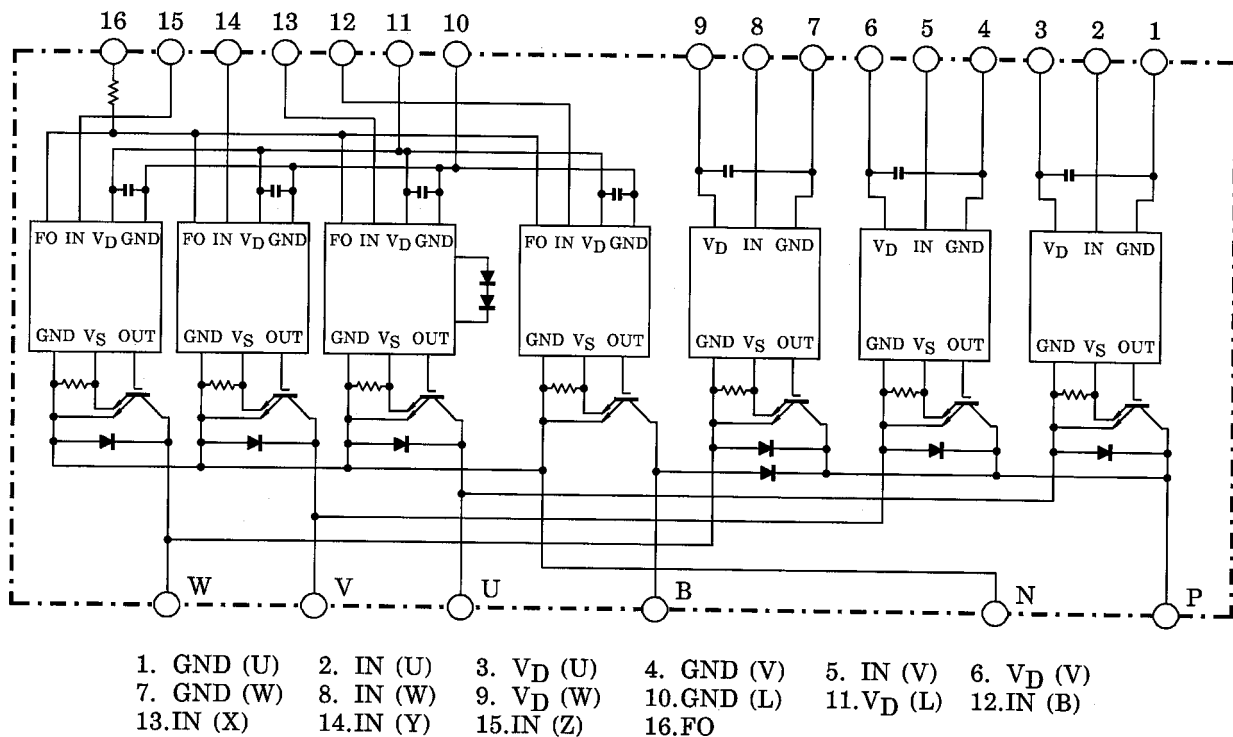 16 15 14 13 12 11 10 9 8 7 6 5 4 3 2 1
FO IN VD GND FO IN VD GND FO IN VD GND FO IN VD GND VD IN GND VD IN GND VD IN GND
GND VS OUT GND VS OUT GND VS OUT GND VS OUT GND VS OUT GND VS OUT GND VS OUT
W V U B N P
1. GND (U) 2. IN (U) 3. VD (U) 4. GND (V) 5. IN (V) 6. VD (V)
7. GND (W) 8. IN (W) 9. VD (W) 10.GND (L) 11.VD (L) 12.IN (B)
13.IN (X) 14.IN (Y) 15.IN (Z) 16.FO